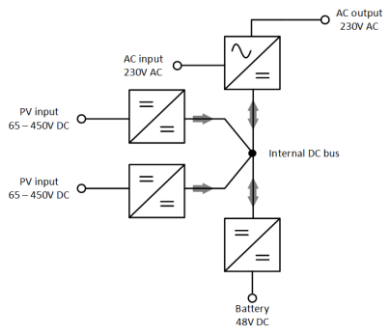 AC output
230V AC
AC input
230V AC
PV input
65 – 450V DC
Internal DC bus
PV input
65 – 450V DC
Battery
48V DC